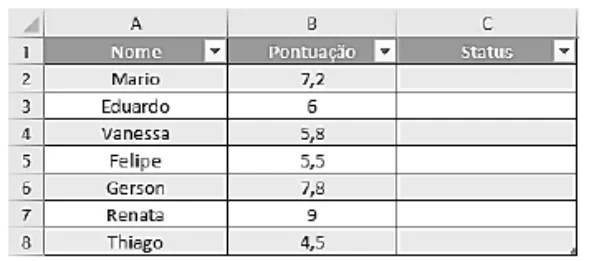 A B C
1 Nome Pontuação Status
2 Mario 7,2
3 Eduardo 6
4 Vanessa 5,8
5 Felipe 5,5
6 Gerson 7,8
7 Renata 9
8 Thiago 4,5